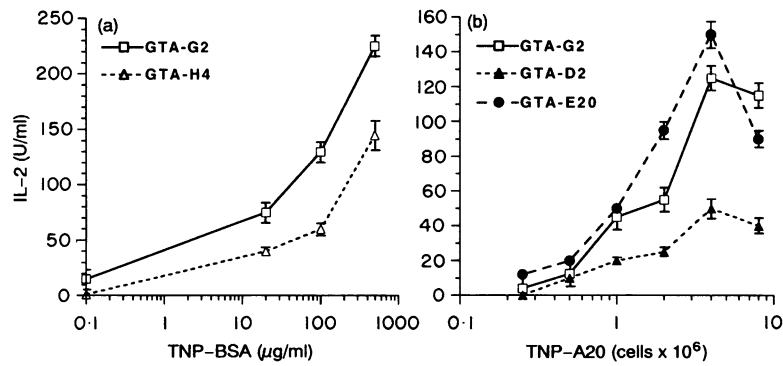 (a)
GTA-G2
GTA-H4
IL-2 (U/ml)
250
200
150
100
50
0
0·1
1
10
100
1000
TNP-BSA (µg/ml)
(b)
GTA-G2
GTA-D2
GTA-E20
160
140
120
100
80
60
40
20
0
0·1
1
10
TNP-A20 (cells x 10⁶)